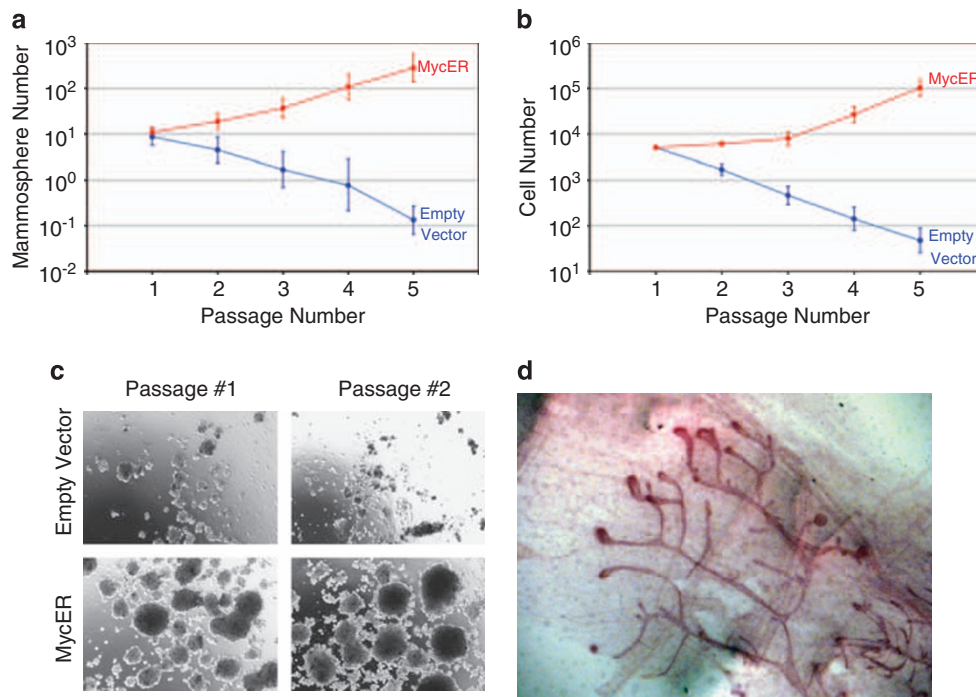 a
Mammosphere Number
10³
10²
10¹
10⁰
10⁻¹
10⁻²
MycER
Empty
Vector
1 2 3 4 5
Passage Number
b
Cell Number
10⁶
10⁵
10⁴
10³
10²
10¹
MycER
Empty
Vector
1 2 3 4 5
Passage Number
c
Passage #1 Passage #2
Empty Vector
MycER
d